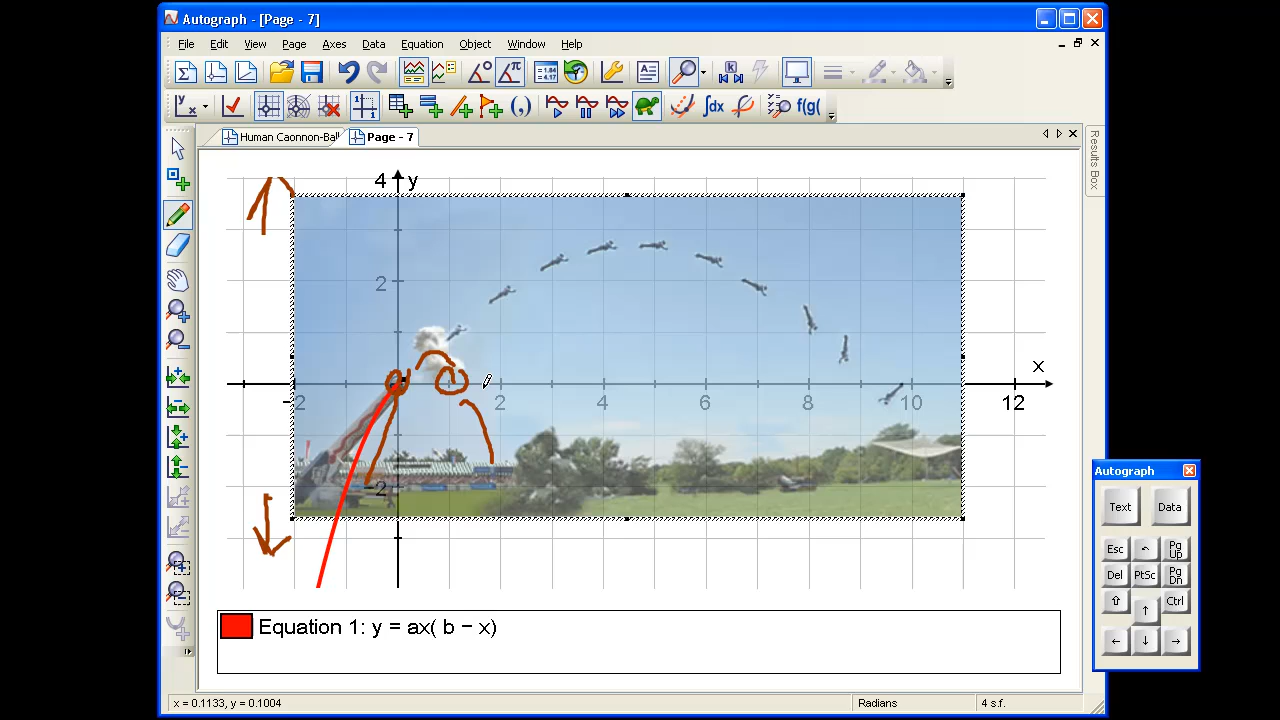 Autograph - [Page - 7]
File Edit View Page Axes Data Equation Object Window Help
Human Caonnon-Ball Page - 7
4 y
2
x
-2 2 4 6 8 10 12
-2
Equation 1: y = ax( b − x)
x = 0.1133, y = 0.1004 Radians 4 s.f.
Results Box
Autograph
Text Data
Esc Pg Up
Del PtSc Pg Dn
Ctrl